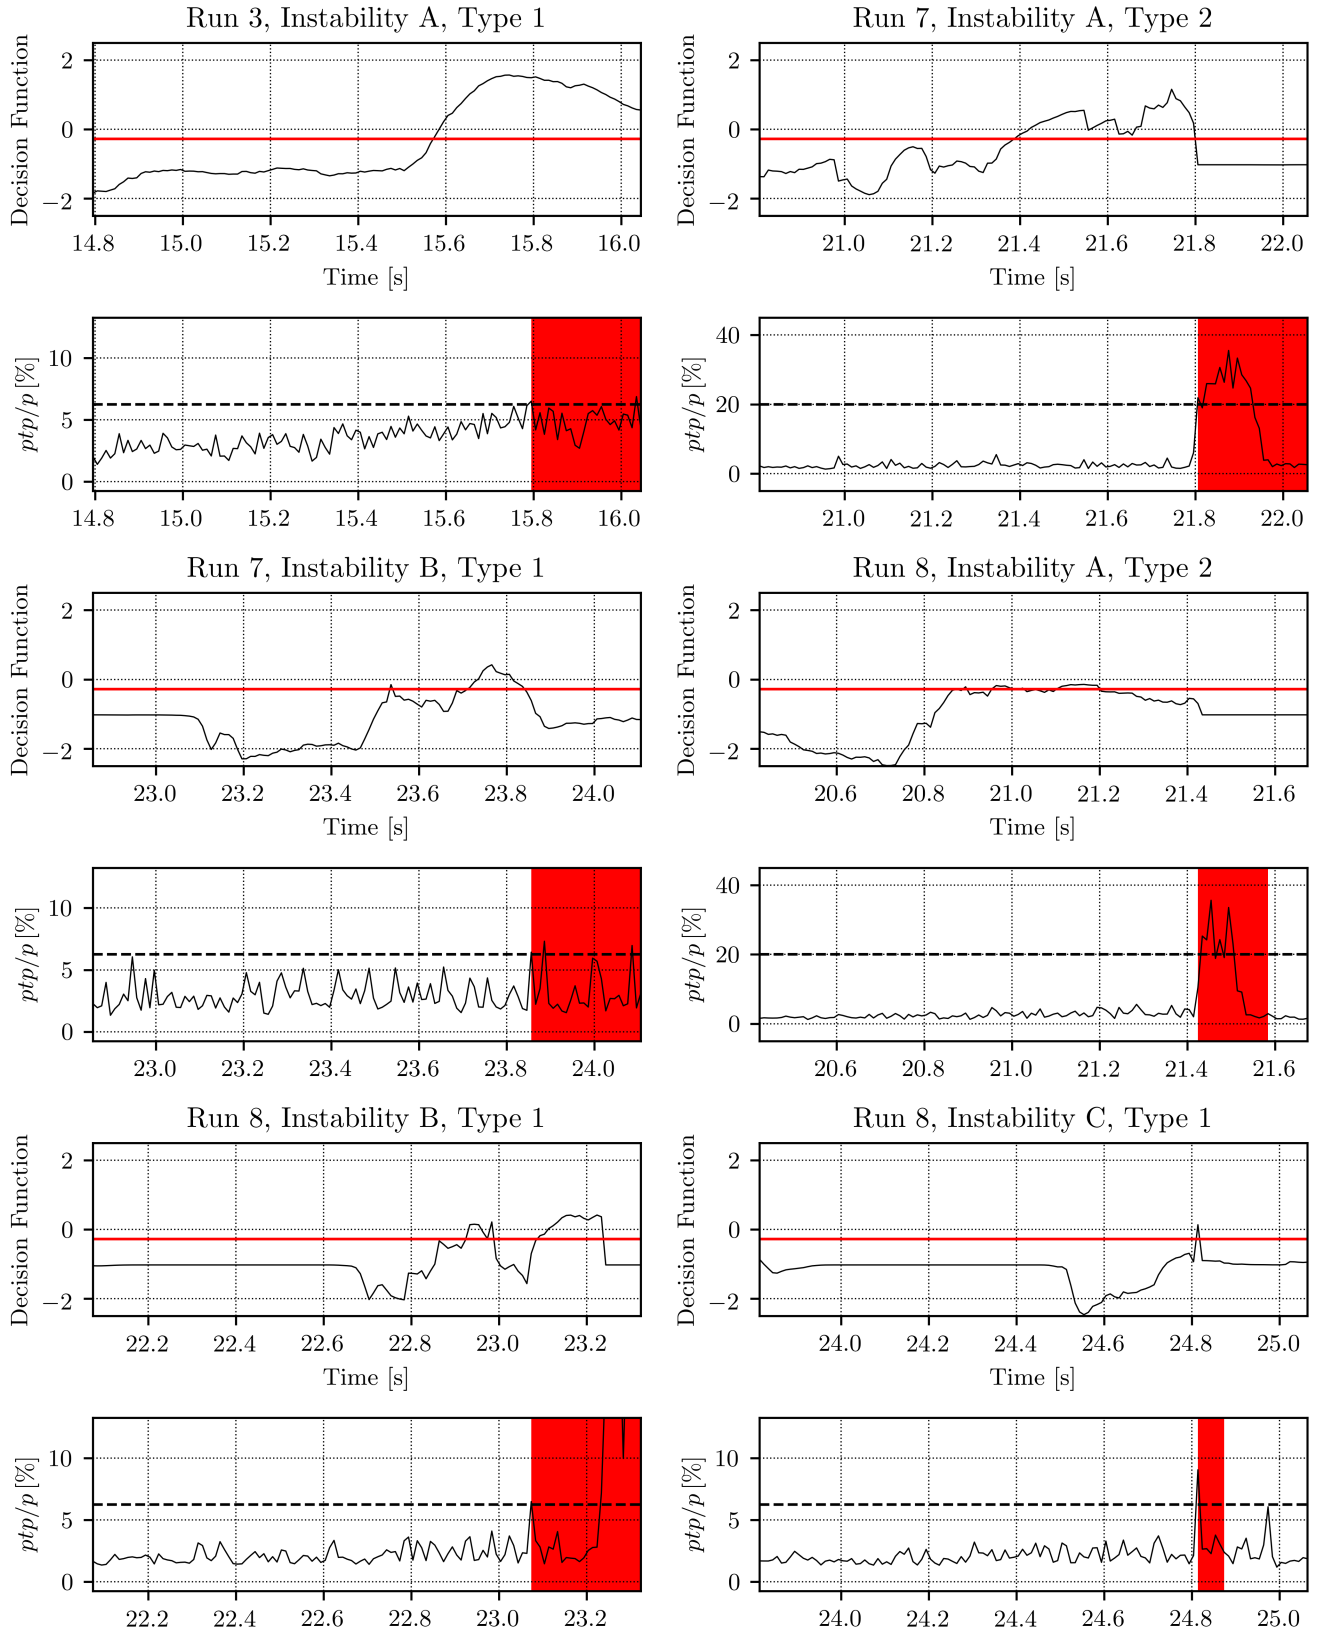 Run 3, Instability A, Type 1
Decision Function
2
0
−2
14.8 15.0 15.2 15.4 15.6 15.8 16.0
Time [s]
ptp/p [%]
10
5
0
14.8 15.0 15.2 15.4 15.6 15.8 16.0
Run 7, Instability A, Type 2
Decision Function
2
0
−2
21.0 21.2 21.4 21.6 21.8 22.0
Time [s]
ptp/p [%]
40
20
0
21.0 21.2 21.4 21.6 21.8 22.0
Run 7, Instability B, Type 1
Decision Function
2
0
−2
23.0 23.2 23.4 23.6 23.8 24.0
Time [s]
ptp/p [%]
10
5
0
23.0 23.2 23.4 23.6 23.8 24.0
Run 8, Instability A, Type 2
Decision Function
2
0
−2
20.6 20.8 21.0 21.2 21.4 21.6
Time [s]
ptp/p [%]
40
20
0
20.6 20.8 21.0 21.2 21.4 21.6
Run 8, Instability B, Type 1
Decision Function
2
0
−2
22.2 22.4 22.6 22.8 23.0 23.2
Time [s]
ptp/p [%]
10
5
0
22.2 22.4 22.6 22.8 23.0 23.2
Run 8, Instability C, Type 1
Decision Function
2
0
−2
24.0 24.2 24.4 24.6 24.8 25.0
Time [s]
ptp/p [%]
10
5
0
24.0 24.2 24.4 24.6 24.8 25.0